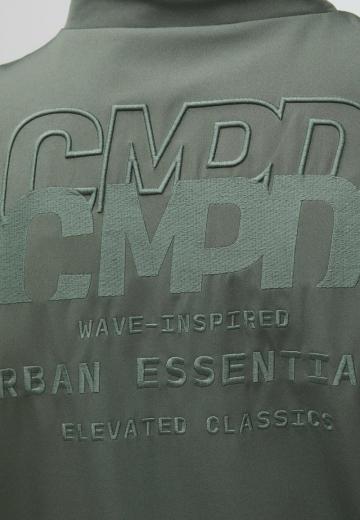 CMPD
CMPD
WAVE-INSPIRED
RBAN ESSENTIA
ELEVATED CLASSICS